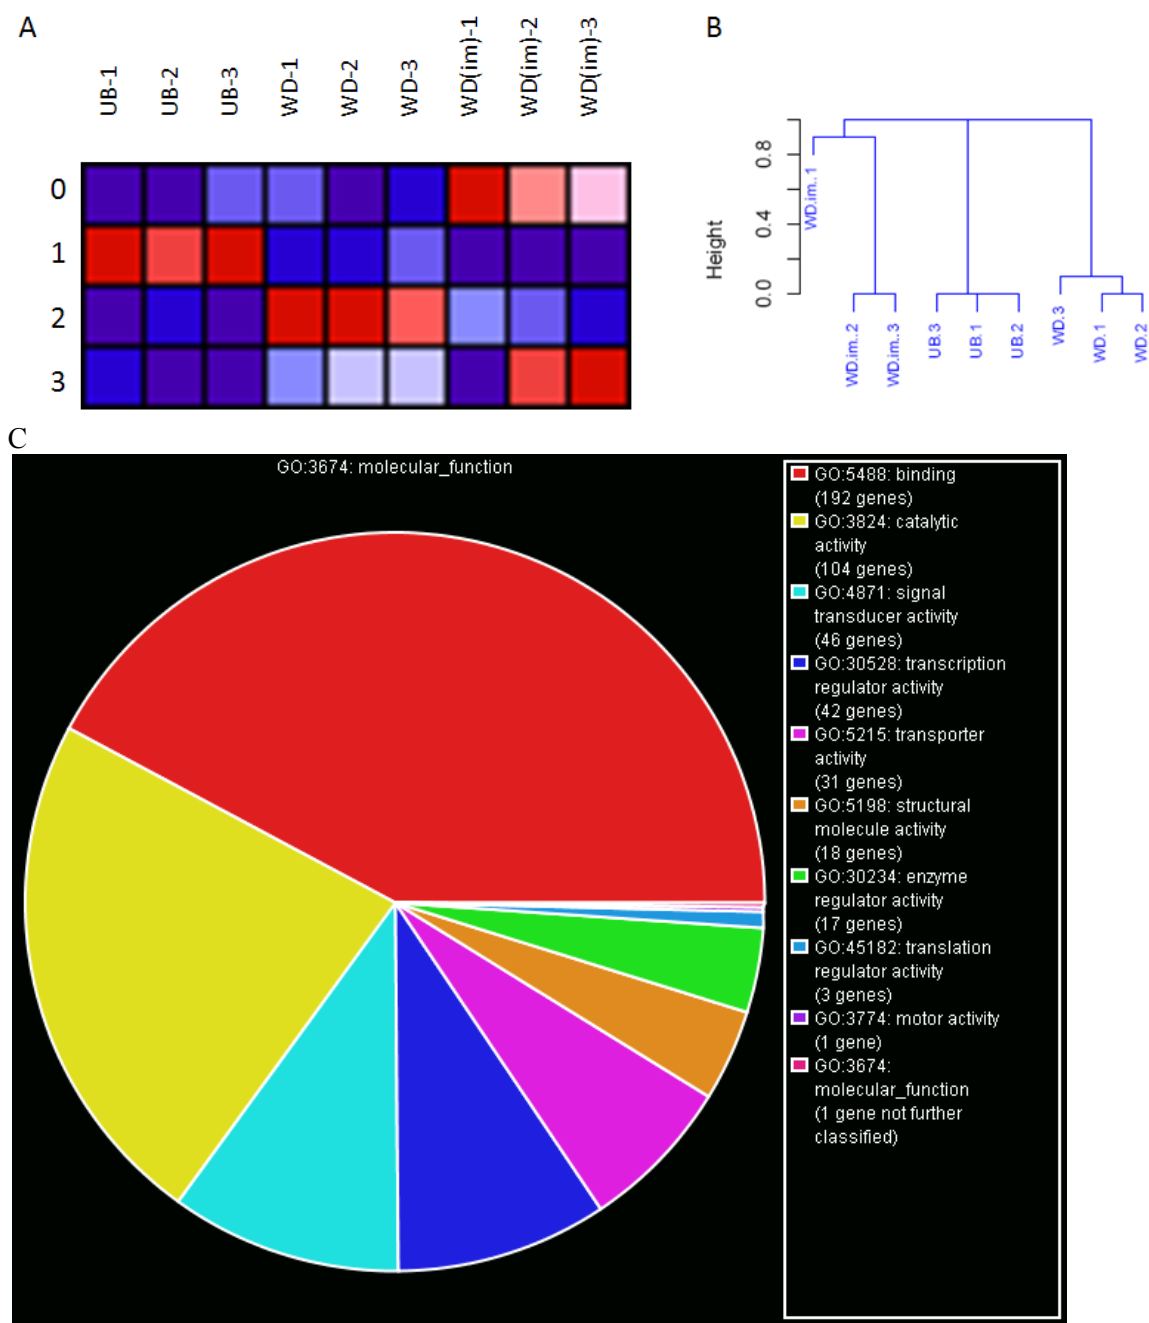 A
B
UB-1
UB-2
UB-3
WD-1
WD-2
WD-3
WD(im)-1
WD(im)-2
WD(im)-3
0
1
2
3
Height
0.0
0.4
0.8
WD.im..1
WD.im..2
WD.im..3
UB.3
UB.1
UB.2
WD.3
WD.1
WD.2
C
GO:3674: molecular_function
GO:5488: binding
(192 genes)
GO:3824: catalytic
activity
(104 genes)
GO:4871: signal
transducer activity
(46 genes)
GO:30528: transcription
regulator activity
(42 genes)
GO:5215: transporter
activity
(31 genes)
GO:5198: structural
molecule activity
(18 genes)
GO:30234: enzyme
regulator activity
(17 genes)
GO:45182: translation
regulator activity
(3 genes)
GO:3774: motor activity
(1 gene)
GO:3674:
molecular_function
(1 gene not further
classified)